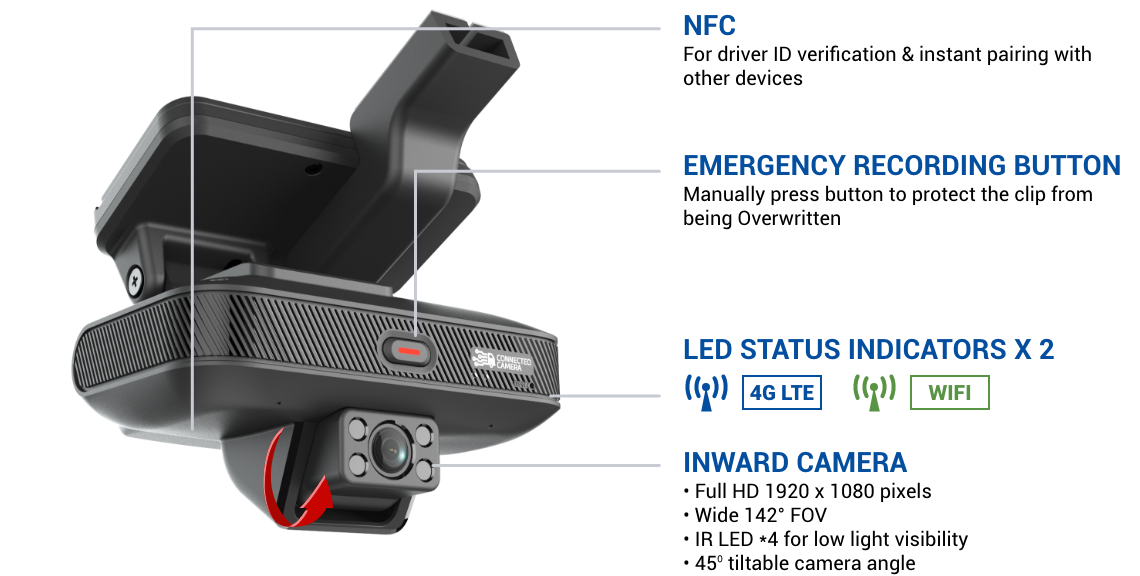 NFC
For driver ID verification & instant pairing with
other devices
EMERGENCY RECORDING BUTTON
Manually press button to protect the clip from
being Overwritten
CONNECTED
CAMERA
LED STATUS INDICATORS X 2
4G LTE WIFI
INWARD CAMERA
• Full HD 1920 x 1080 pixels
• Wide 142° FOV
• IR LED *4 for low light visibility
• 45⁰ tiltable camera angle